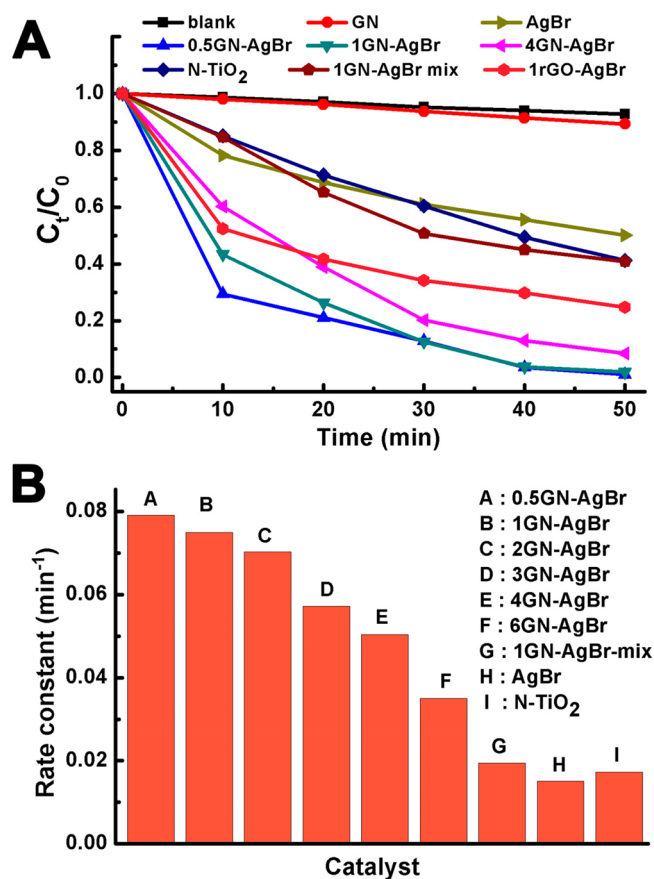 A
blank GN AgBr
0.5GN-AgBr 1GN-AgBr 4GN-AgBr
N-TiO₂ 1GN-AgBr mix 1rGO-AgBr
1.0
0.8
0.6
0.4
0.2
0.0
Cₜ/C₀
0 10 20 30 40 50
Time (min)
B
0.08
0.06
0.04
0.02
0.00
Rate constant (min⁻¹)
A
B
C
D
E
F
G
H
I
A : 0.5GN-AgBr
B : 1GN-AgBr
C : 2GN-AgBr
D : 3GN-AgBr
E : 4GN-AgBr
F : 6GN-AgBr
G : 1GN-AgBr-mix
H : AgBr
I : N-TiO₂
Catalyst